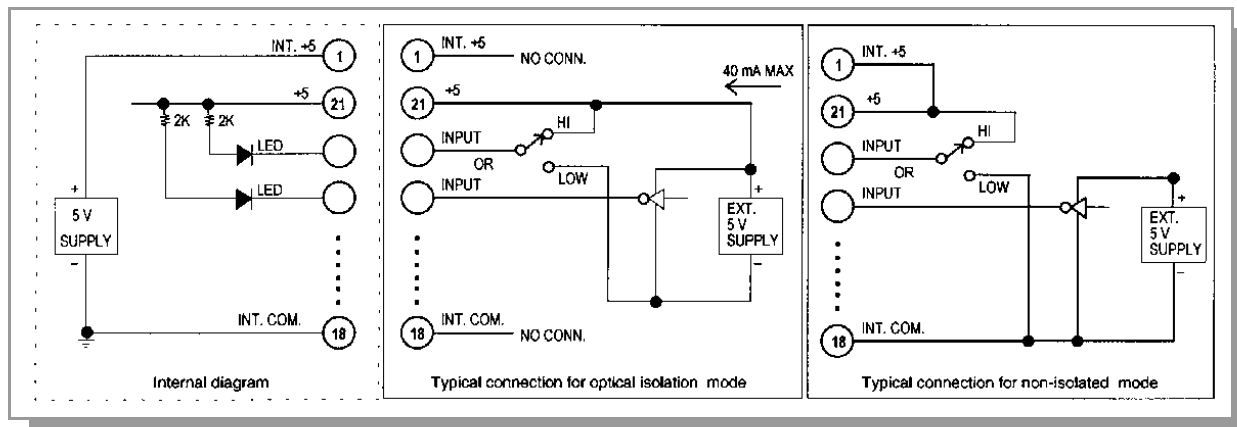 INT. +5
1
+5
21
2K
2K
LED
LED
+
5 V
SUPPLY
–
INT. COM.
18
Internal diagram
1
INT. +5
NO CONN.
40 mA MAX
21
+5
INPUT
HI
OR
LOW
INPUT
+
EXT.
5 V
SUPPLY
–
18
INT. COM.
NO CONN.
Typical connection for optical isolation mode
1
INT. +5
21
+5
INPUT
HI
OR
LOW
INPUT
+
EXT.
5 V
SUPPLY
–
18
INT. COM.
Typical connection for non-isolated mode